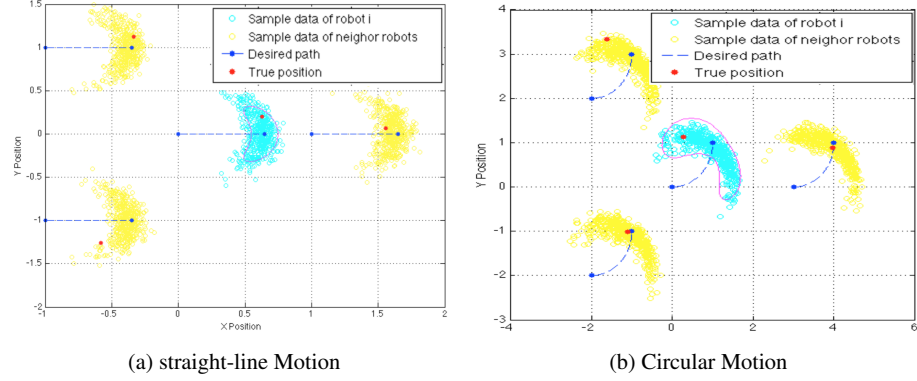 1.5
1
0.5
0
-0.5
-1
-1.5
-2
-1
-0.5
0
0.5
1
1.5
2
Y Position
X Position
Sample data of robot i
Sample data of neighor robots
Desired path
True position
(a) straight-line Motion
4
3
2
1
0
-1
-2
-3
-4
-2
0
2
4
6
Y Position
Sample data of robot i
Sample data of neighor robots
Desired path
True position
(b) Circular Motion